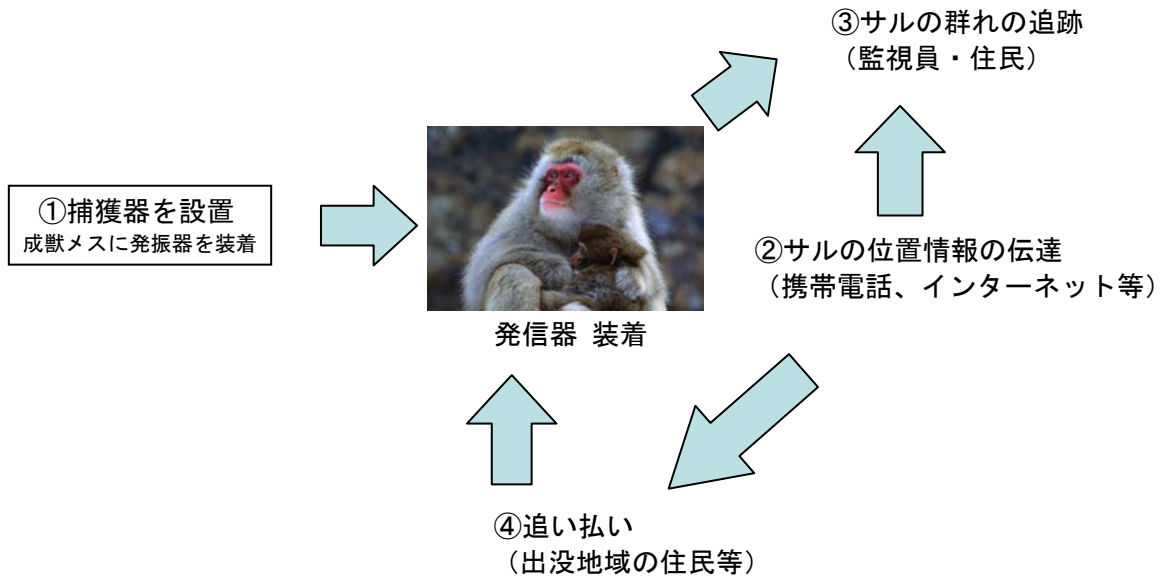 ①捕獲器を設置
成獣メスに発振器を装着
発信器 装着
②サルの位置情報の伝達
（携帯電話、インターネット等）
③サルの群れの追跡
（監視員・住民）
④追い払い
（出没地域の住民等）